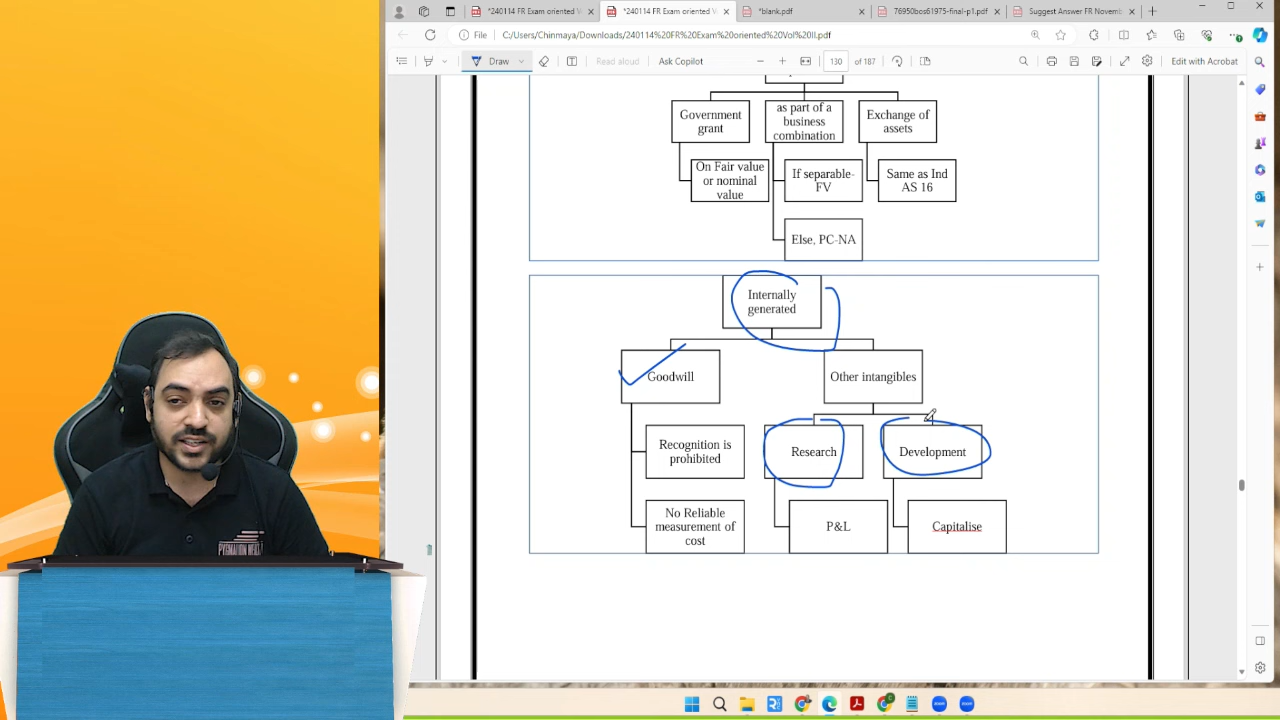 *240114 FR Exam oriented V
*240114 FR Exam oriented V
*blank.pdf
76950bos61975-final-p1.pdf
Suggest Answer FR Novemb
File
C:/Users/Chinmaya/Downloads/240114%20FR%20Exam%20oriented%20Vol%20II.pdf
Draw
Read aloud
Ask Copilot
130
of 187
Edit with Acrobat
Government
grant
as part of a
business
combination
Exchange of
assets
On Fair value
or nominal
value
If separable-
FV
Same as Ind
AS 16
Else, PC-NA
Internally
generated
Goodwill
Other intangibles
Recognition is
prohibited
Research
Development
No Reliable
measurement of
cost
P&L
Capitalise